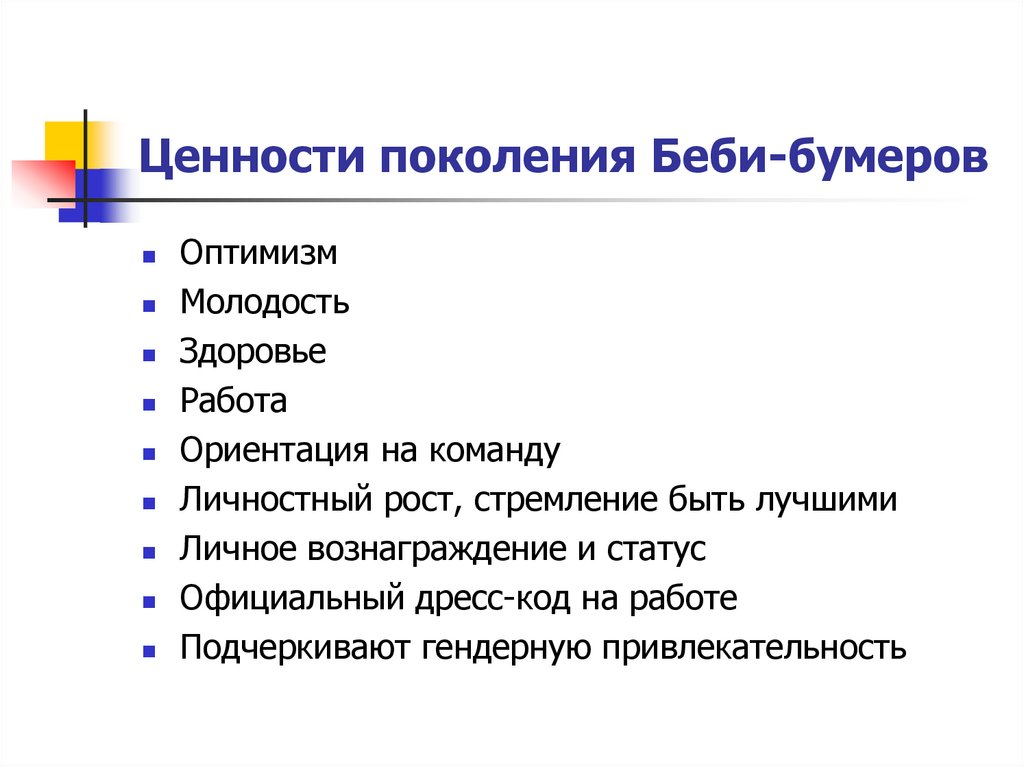 Ценности поколения Беби-бумеров
Оптимизм
Молодость
Здоровье
Работа
Ориентация на команду
Личностный рост, стремление быть лучшими
Личное вознаграждение и статус
Официальный дресс-код на работе
Подчеркивают гендерную привлекательность